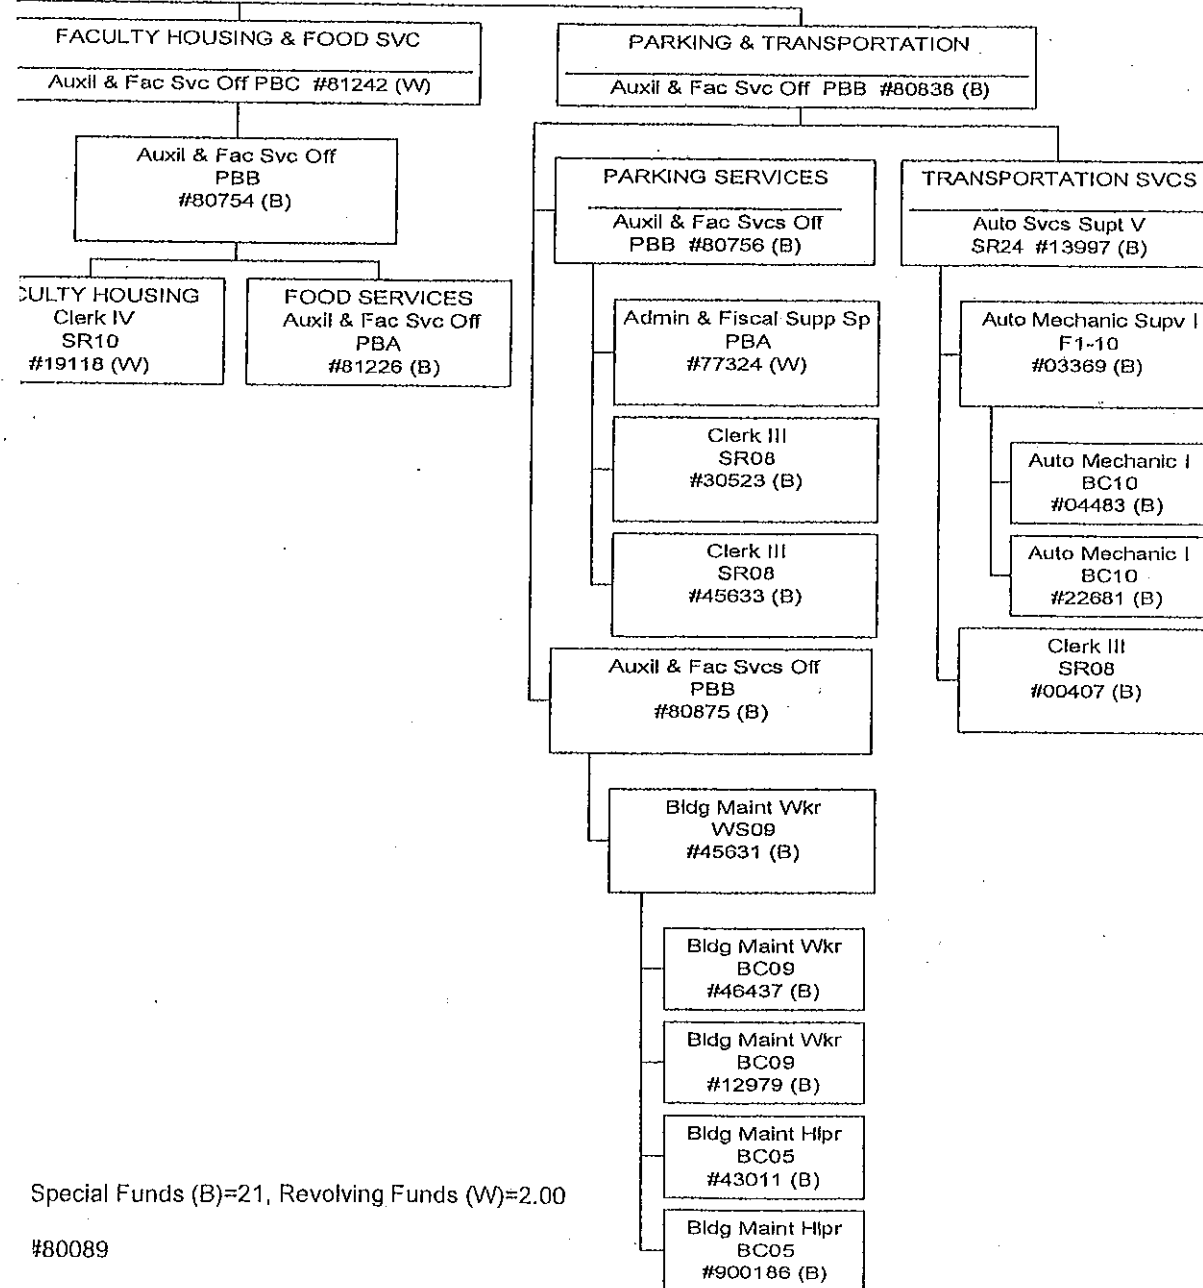 FACULTY HOUSING & FOOD SVC
Auxil & Fac Svc Off PBC #81242 (W)
Auxil & Fac Svc Off
PBB
#80754 (B)
CULTY HOUSING
Clerk IV
SR10
#19118 (W)
FOOD SERVICES
Auxil & Fac Svc Off
PBA
#81226 (B)
PARKING & TRANSPORTATION
Auxil & Fac Svc Off PBB #80838 (B)
PARKING SERVICES
Auxil & Fac Svcs Off
PBB #80756 (B)
Admin & Fiscal Supp Sp
PBA
#77324 (W)
Clerk III
SR08
#30523 (B)
Clerk III
SR08
#45633 (B)
Auxil & Fac Svcs Off
PBB
#80875 (B)
Bldg Maint Wkr
WS09
#45631 (B)
Bldg Maint Wkr
BC09
#46437 (B)
Bldg Maint Wkr
BC09
#12979 (B)
Bldg Maint Hlpr
BC05
#43011 (B)
Bldg Maint Hlpr
BC05
#900186 (B)
TRANSPORTATION SVCS
Auto Svcs Supt V
SR24 #13997 (B)
Auto Mechanic Supv I
F1-10
#03369 (B)
Auto Mechanic I
BC10
#04483 (B)
Auto Mechanic I
BC10
#22681 (B)
Clerk III
SR08
#00407 (B)
Special Funds (B)=21, Revolving Funds (W)=2.00
#80089